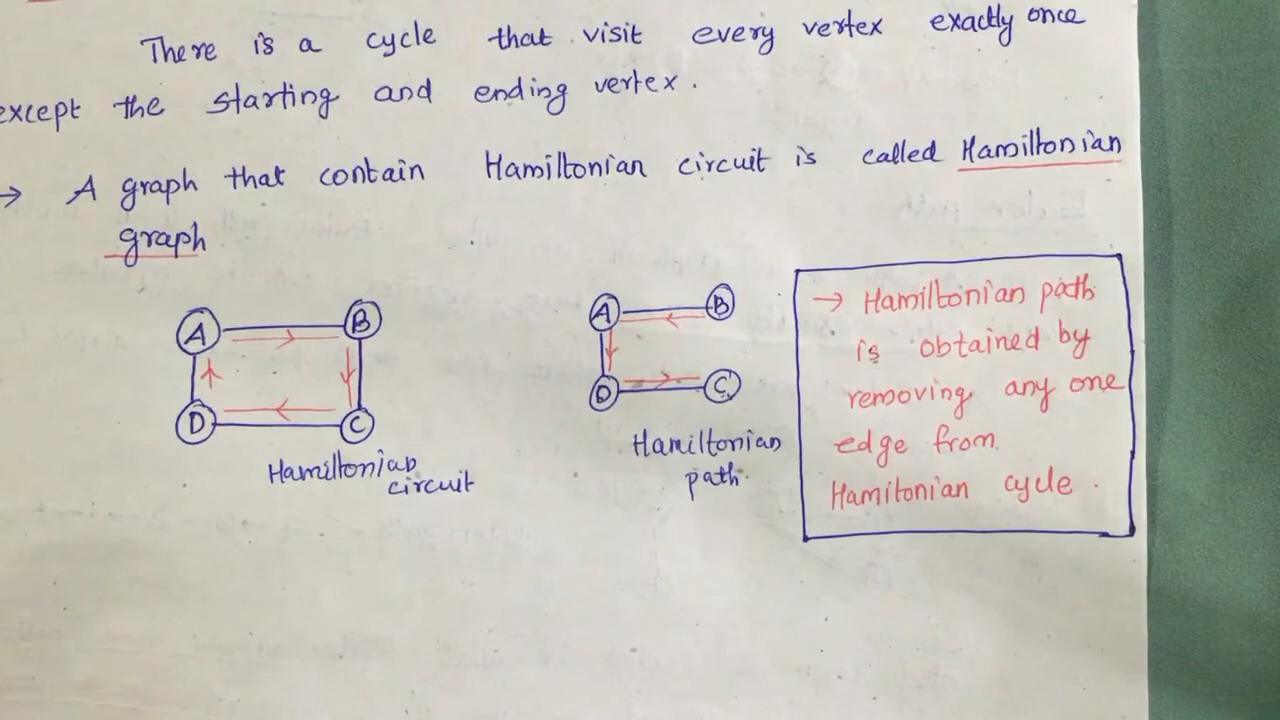 There is a cycle that visit every vertex exactly once
except the starting and ending vertex.
→ A graph that contain Hamiltonian circuit is called Hamiltonian
graph
A B
D C
Hamiltonian
circuit
A B
D C
Hamiltonian
path.
→ Hamiltonian path
is obtained by
removing any one
edge from
Hamitonian cycle.